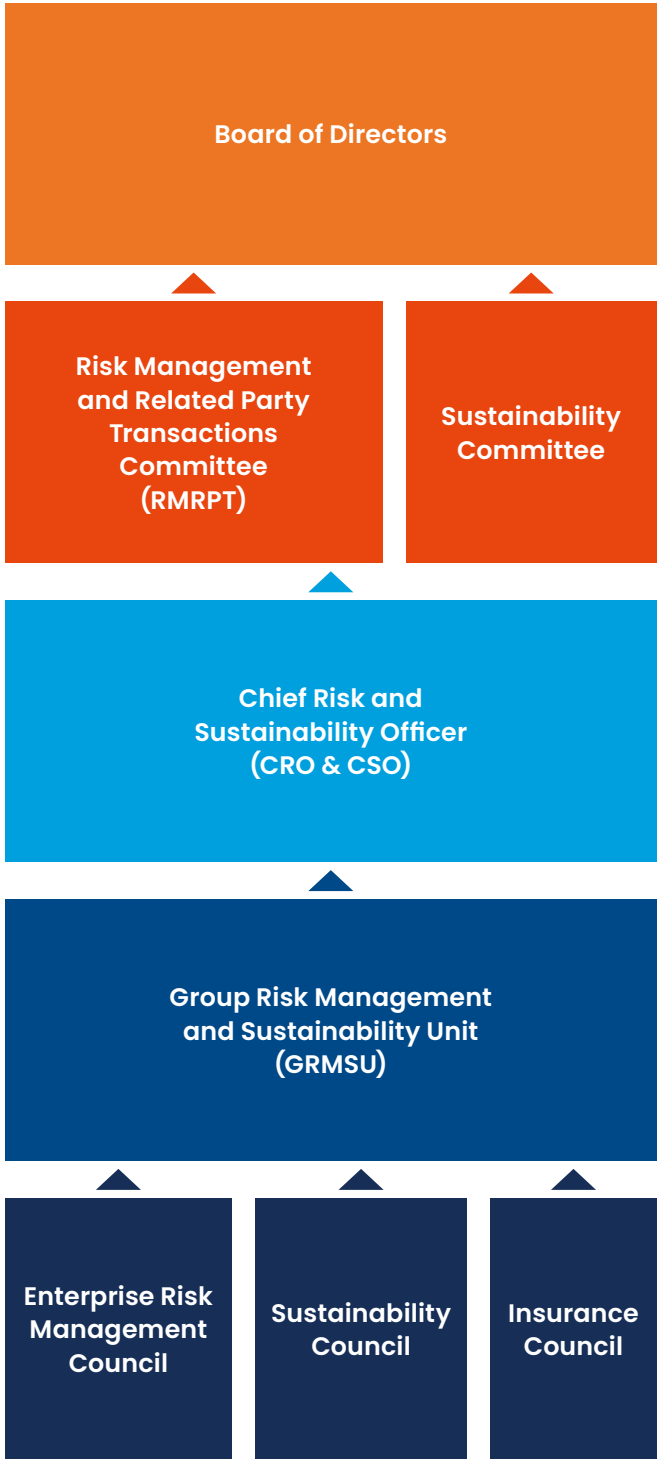 Board of Directors
Risk Management
and Related Party
Transactions
Committee
(RMRPT)
Sustainability
Committee
Chief Risk and
Sustainability Officer
(CRO & CSO)
Group Risk Management
and Sustainability Unit
(GRMSU)
Enterprise Risk
Management
Council
Sustainability
Council
Insurance
Council